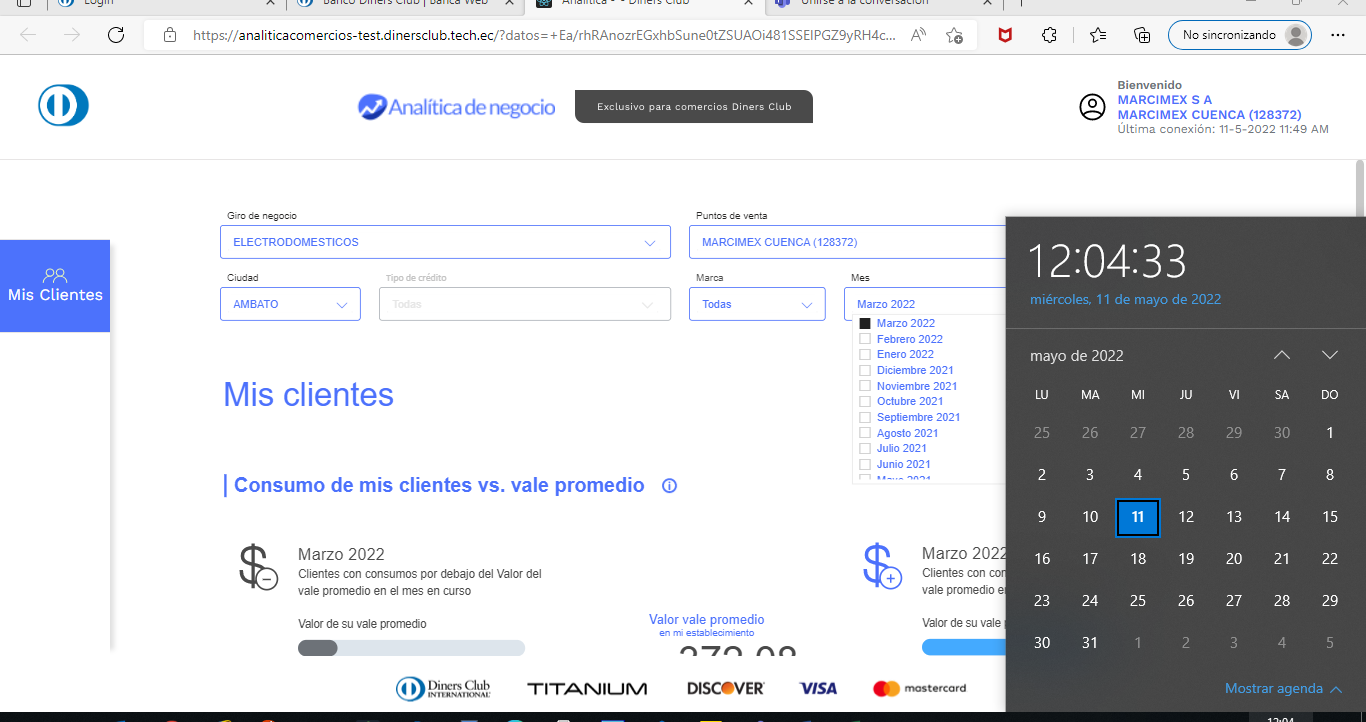 Login
Banco Diners Club | Banca Web
Analítica - - Diners Club
Unirse a la conversación
https://analiticacomercios-test.dinersclub.tech.ec/?datos=+Ea/rhRAnozrEGxhbSune0tZSUAOi481SSEIPGZ9yRH4c...
No sincronizando
Analítica de negocio
Exclusivo para comercios Diners Club
Bienvenido
MARCIMEX S A
MARCIMEX CUENCA (128372)
Última conexión: 11-5-2022 11:49 AM
Mis Clientes
Giro de negocio
ELECTRODOMESTICOS
Puntos de venta
MARCIMEX CUENCA (128372)
Ciudad
AMBATO
Tipo de crédito
Todas
Marca
Todas
Mes
Marzo 2022
Marzo 2022
Febrero 2022
Enero 2022
Diciembre 2021
Noviembre 2021
Octubre 2021
Septiembre 2021
Agosto 2021
Julio 2021
Junio 2021
Mayo 2021
Mis clientes
Consumo de mis clientes vs. vale promedio
Marzo 2022
Clientes con consumos por debajo del Valor del
vale promedio en el mes en curso
Valor de su vale promedio
Valor vale promedio
en mi establecimiento
272.08
Marzo 2022
Clientes con con
vale promedio e
Valor de su vale
Diners Club
INTERNATIONAL
TITANIUM
DISCOVER
VISA
mastercard
12:04:33
miércoles, 11 de mayo de 2022
mayo de 2022
LU MA MI JU VI SA DO
25 26 27 28 29 30 1
2 3 4 5 6 7 8
9 10 11 12 13 14 15
16 17 18 19 20 21 22
23 24 25 26 27 28 29
30 31 1 2 3 4 5
Mostrar agenda
12:04